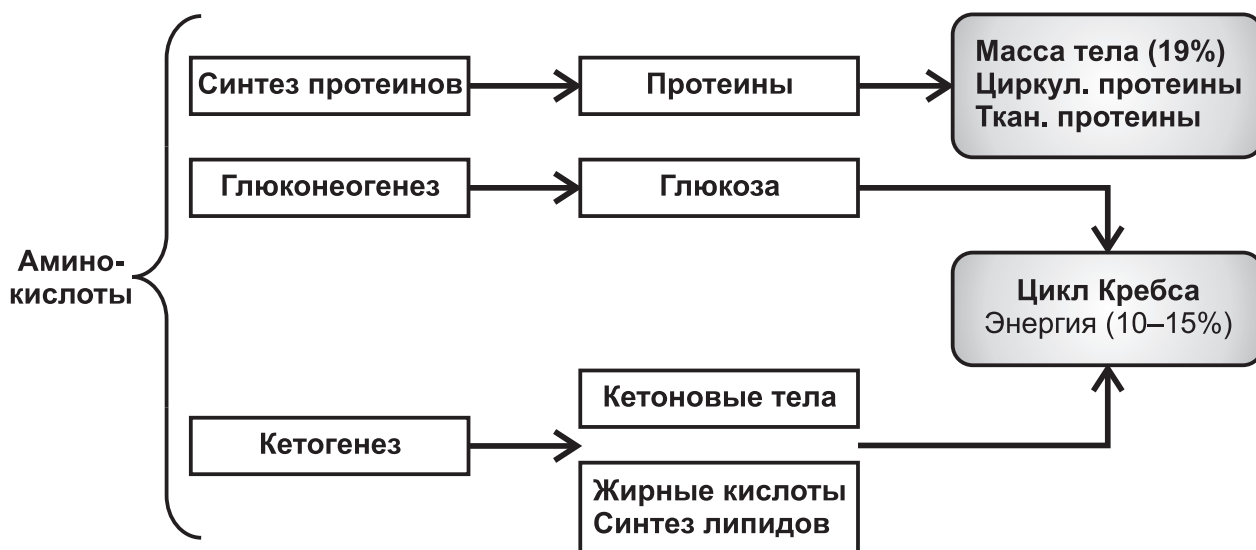 Синтез протеинов
Протеины
Масса тела (19%)
Циркул. протеины
Ткан. протеины
Глюконеогенез
Глюкоза
Амино-
кислоты
Цикл Кребса
Энергия (10–15%)
Кетогенез
Кетоновые тела
Жирные кислоты
Синтез липидов